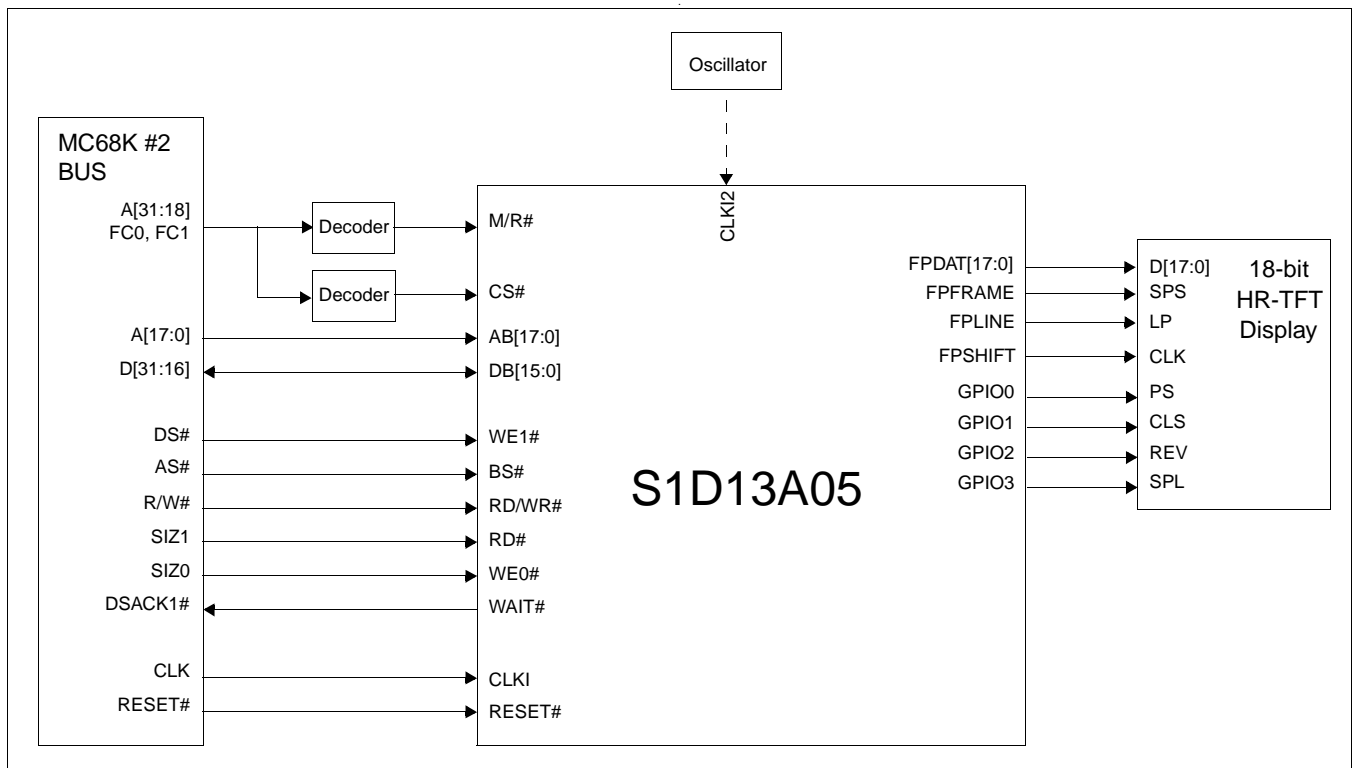 Oscillator
MC68K #2
BUS
A[31:18]
FC0, FC1
Decoder
M/R#
CLKI2
Decoder
CS#
A[17:0]
AB[17:0]
D[31:16]
DB[15:0]
DS#
WE1#
AS#
BS#
R/W#
RD/WR#
SIZ1
RD#
SIZ0
WE0#
DSACK1#
WAIT#
CLK
CLKI
RESET#
RESET#
S1D13A05
FPDAT[17:0]
D[17:0]
FPFRAME
SPS
FPLINE
LP
FPSHIFT
CLK
GPIO0
PS
GPIO1
CLS
GPIO2
REV
GPIO3
SPL
18-bit
HR-TFT
Display